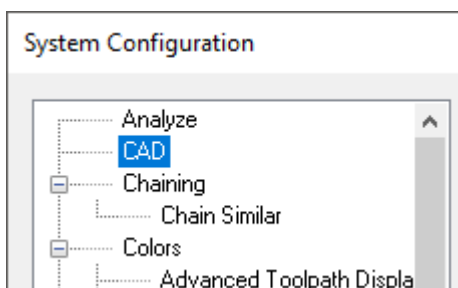 System Configuration
Analyze
CAD
Chaining
Chain Similar
Colors
Advanced Toolpath Displa